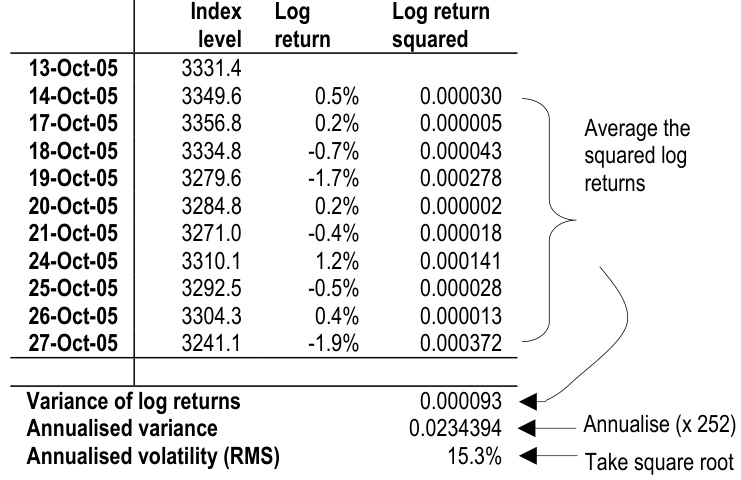 Index Log Log return
level return squared
13-Oct-05 3331.4
14-Oct-05 3349.6 0.5% 0.000030
17-Oct-05 3356.8 0.2% 0.000005
18-Oct-05 3334.8 -0.7% 0.000043
19-Oct-05 3279.6 -1.7% 0.000278
20-Oct-05 3284.8 0.2% 0.000002
21-Oct-05 3271.0 -0.4% 0.000018
24-Oct-05 3310.1 1.2% 0.000141
25-Oct-05 3292.5 -0.5% 0.000028
26-Oct-05 3304.3 0.4% 0.000013
27-Oct-05 3241.1 -1.9% 0.000372
Average the
squared log
returns
Variance of log returns 0.000093
Annualised variance 0.0234394 Annualise (x 252)
Annualised volatility (RMS) 15.3% Take square root